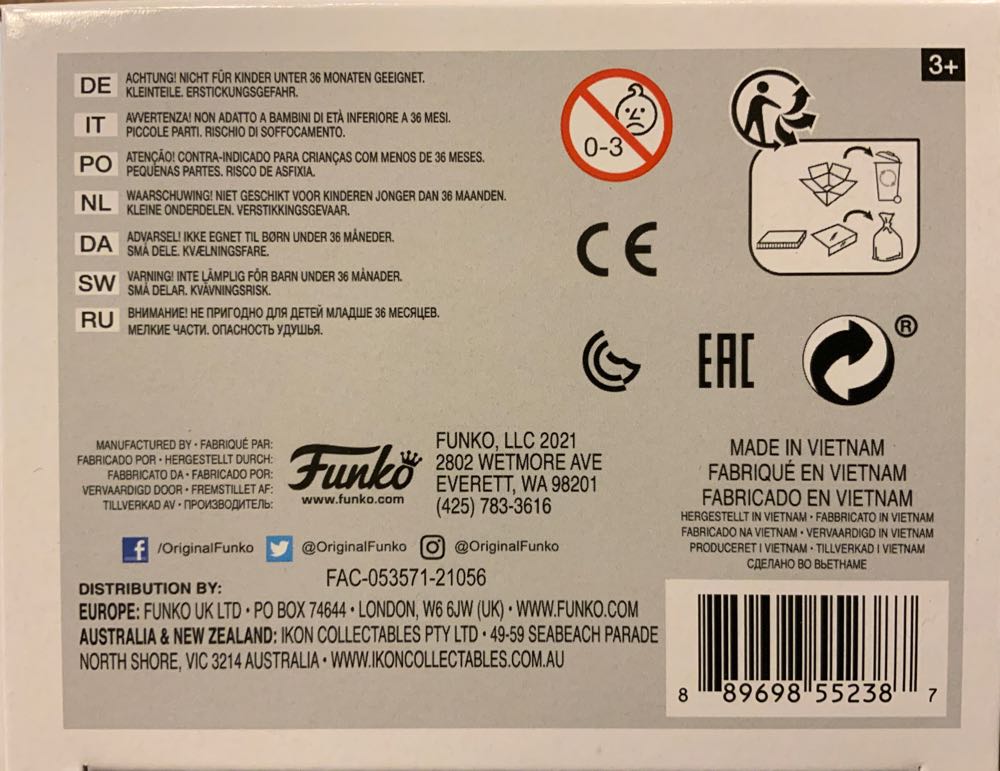 3+
DE ACHTUNG! NICHT FÜR KINDER UNTER 36 MONATEN GEEIGNET.
KLEINTEILE. ERSTICKUNGSGEFAHR.
IT AVVERTENZA! NON ADATTO A BAMBINI DI ETÀ INFERIORE A 36 MESI.
PICCOLE PARTI. RISCHIO DI SOFFOCAMENTO.
PO ATENÇÃO! CONTRA-INDICADO PARA CRIANÇAS COM MENOS DE 36 MESES.
PEQUENAS PARTES. RISCO DE ASFIXIA.
NL WAARSCHUWING! NIET GESCHIKT VOOR KINDEREN JONGER DAN 36 MAANDEN.
KLEINE ONDERDELEN. VERSTIKKINGSGEVAAR.
DA ADVARSEL! IKKE EGNET TIL BØRN UNDER 36 MÅNEDER.
SMÅ DELE. KVÆLNINGSFARE.
SW VARNING! INTE LÄMPLIG FÖR BARN UNDER 36 MÅNADER.
SMÅ DELAR. KVÄVNINGSRISK.
RU ВНИМАНИЕ! НЕ ПРИГОДНО ДЛЯ ДЕТЕЙ МЛАДШЕ 36 МЕСЯЦЕВ.
МЕЛКИЕ ЧАСТИ. ОПАСНОСТЬ УДУШЬЯ.
0-3
CE
EAC
®
MANUFACTURED BY • FABRIQUÉ PAR:
FABRICADO POR • HERGESTELLT DURCH:
FABBRICATO DA • FABRICADO POR:
VERVAARDIGD DOOR • FREMSTILLET AF:
TILLVERKAD AV • ПРОИЗВОДИТЕЛЬ:
Funko
www.funko.com
FUNKO, LLC 2021
2802 WETMORE AVE
EVERETT, WA 98201
(425) 783-3616
MADE IN VIETNAM
FABRIQUÉ EN VIETNAM
FABRICADO EN VIETNAM
HERGESTELLT IN VIETNAM • FABBRICATO IN VIETNAM
FABRICADO NA VIETNAM • VERVAARDIGD IN VIETNAM
PRODUCERET I VIETNAM • TILLVERKAD I VIETNAM
СДЕЛАНО ВО ВЬЕТНАМЕ
f /OriginalFunko @OriginalFunko @OriginalFunko
FAC-053571-21056
DISTRIBUTION BY:
EUROPE: FUNKO UK LTD • PO BOX 74644 • LONDON, W6 6JW (UK) • WWW.FUNKO.COM
AUSTRALIA & NEW ZEALAND: IKON COLLECTABLES PTY LTD • 49-59 SEABEACH PARADE
NORTH SHORE, VIC 3214 AUSTRALIA • WWW.IKONCOLLECTABLES.COM.AU
8 89698 55238 7